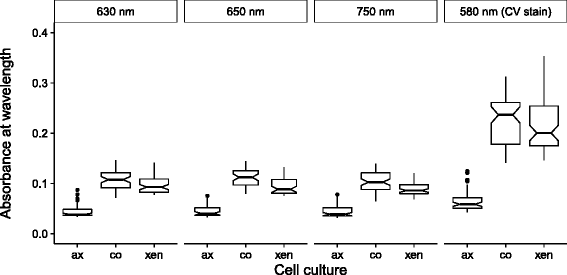 630 nm 650 nm 750 nm 580 nm (CV stain)
Absorbance at wavelength
0.4
0.3
0.2
0.1
0.0
ax co xen ax co xen ax co xen ax co xen
Cell culture